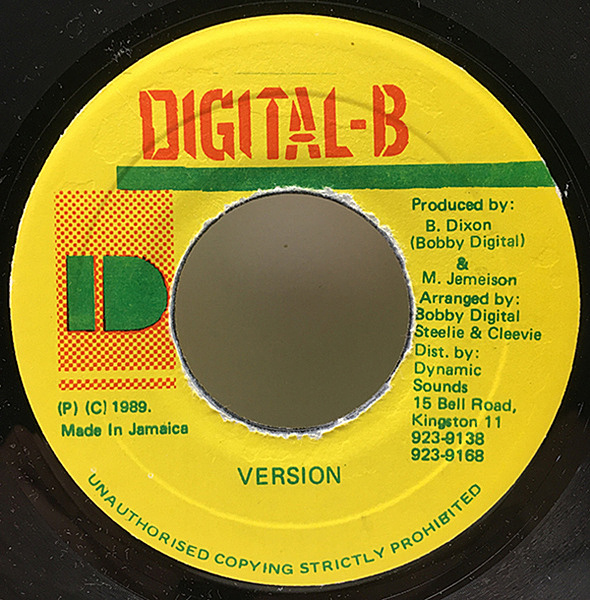 DIGITAL-B
Produced by:
B. Dixon
(Bobby Digital)
&
M. Jemeison
Arranged by:
Bobby Digital
Steelie & Cleevie
Dist. by:
Dynamic
Sounds
15 Bell Road,
Kingston 11
923-9138
923-9168
D
(P) (C) 1989.
Made In Jamaica
VERSION
UNAUTHORISED COPYING STRICTLY PROHIBITED